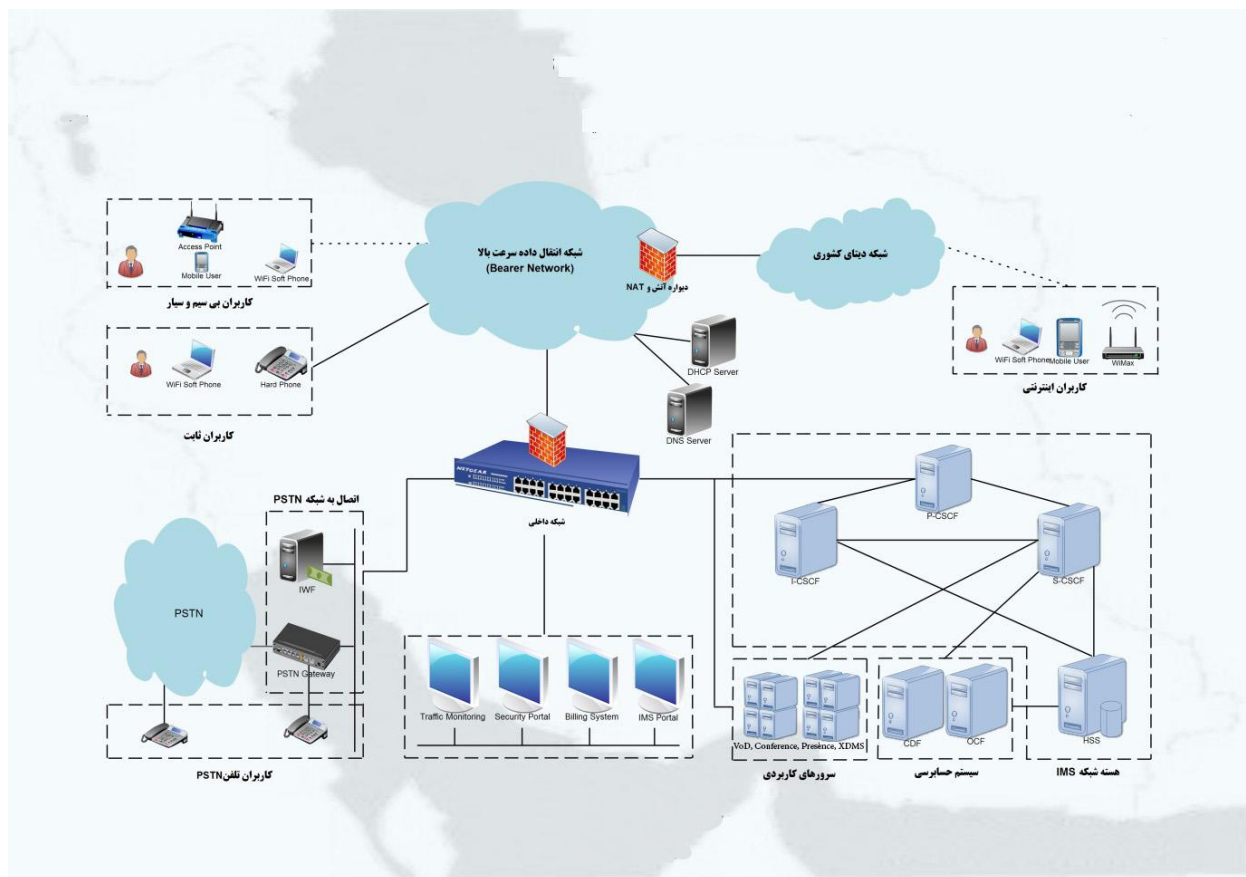 شبکه انتقال داده سرعت بالا
(Bearer Network)
دیواره آتش و NAT
شبکه دیتای کشوری
Access Point
Mobile User
WiFi Soft Phone
کاربران بی سیم و سیار
WiFi Soft Phone
Hard Phone
کاربران ثابت
DHCP Server
DNS Server
WiFi Soft Phone
Mobile User
WiMax
کاربران اینترنتی
NETGEAR
شبکه داخلی
اتصال به شبکه PSTN
IWF
PSTN
PSTN Gateway
کاربران تلفن PSTN
Traffic Monitoring
Security Portal
Billing System
IMS Portal
P-CSCF
I-CSCF
S-CSCF
VoD, Conference, Presence, XDMS
سرورهای کاربردی
CDF
OCF
سیستم حسابرسی
HSS
هسته شبکه IMS